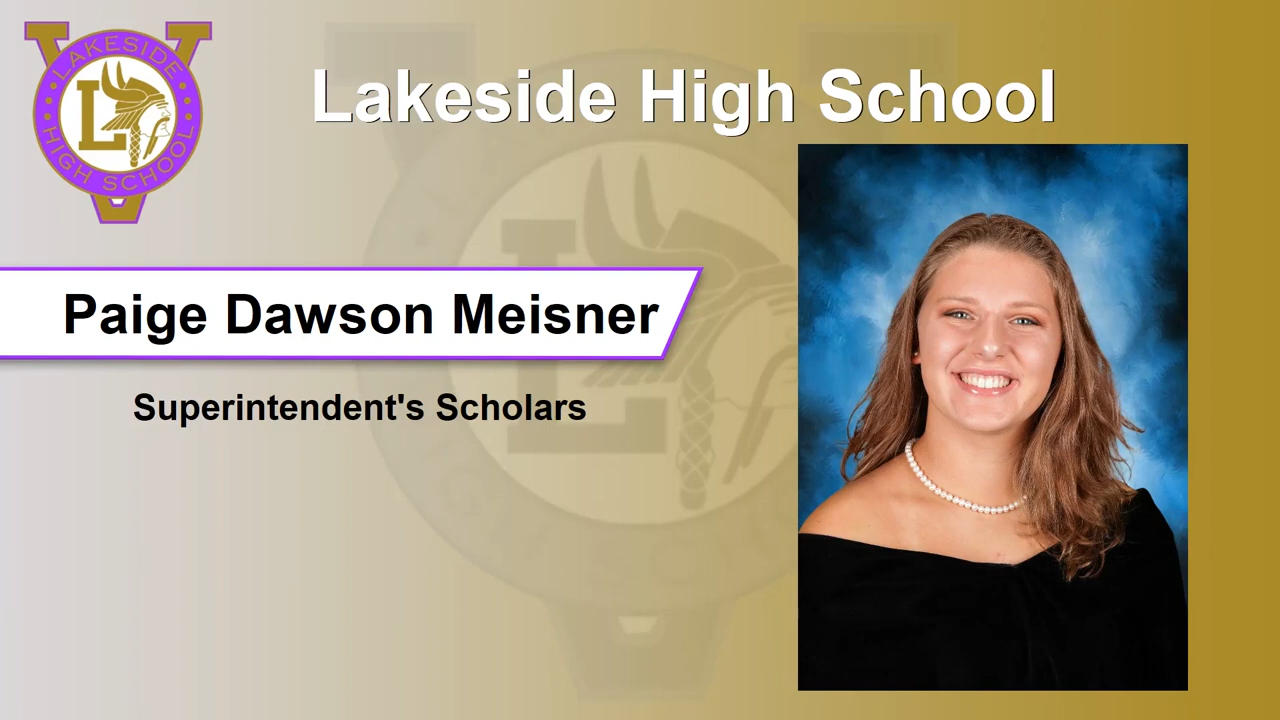 LAKESIDE
L
HIGH SCHOOL
Lakeside High School
Paige Dawson Meisner
Superintendent's Scholars